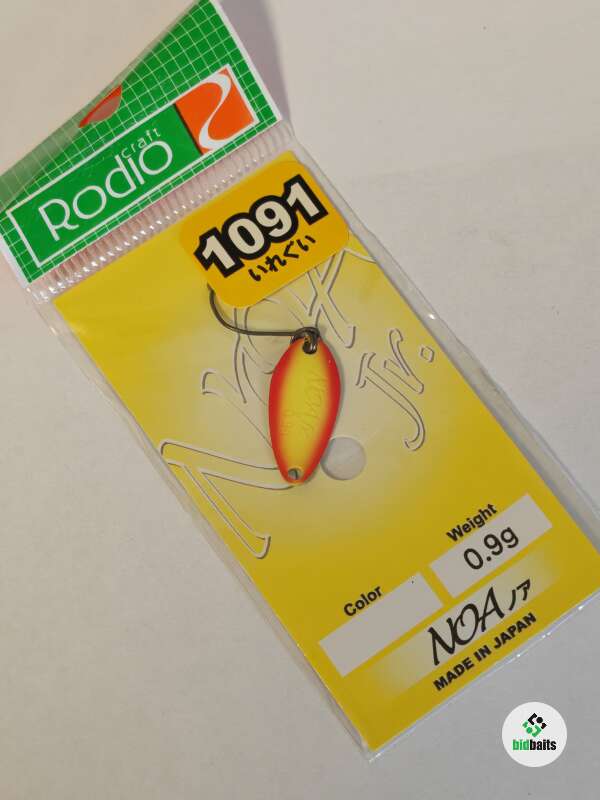 craft
Rodio
1091
いれぐい
NOA
Jr.
Weight
0.9g
Color
NOA ノア
MADE IN JAPAN
bidbaits